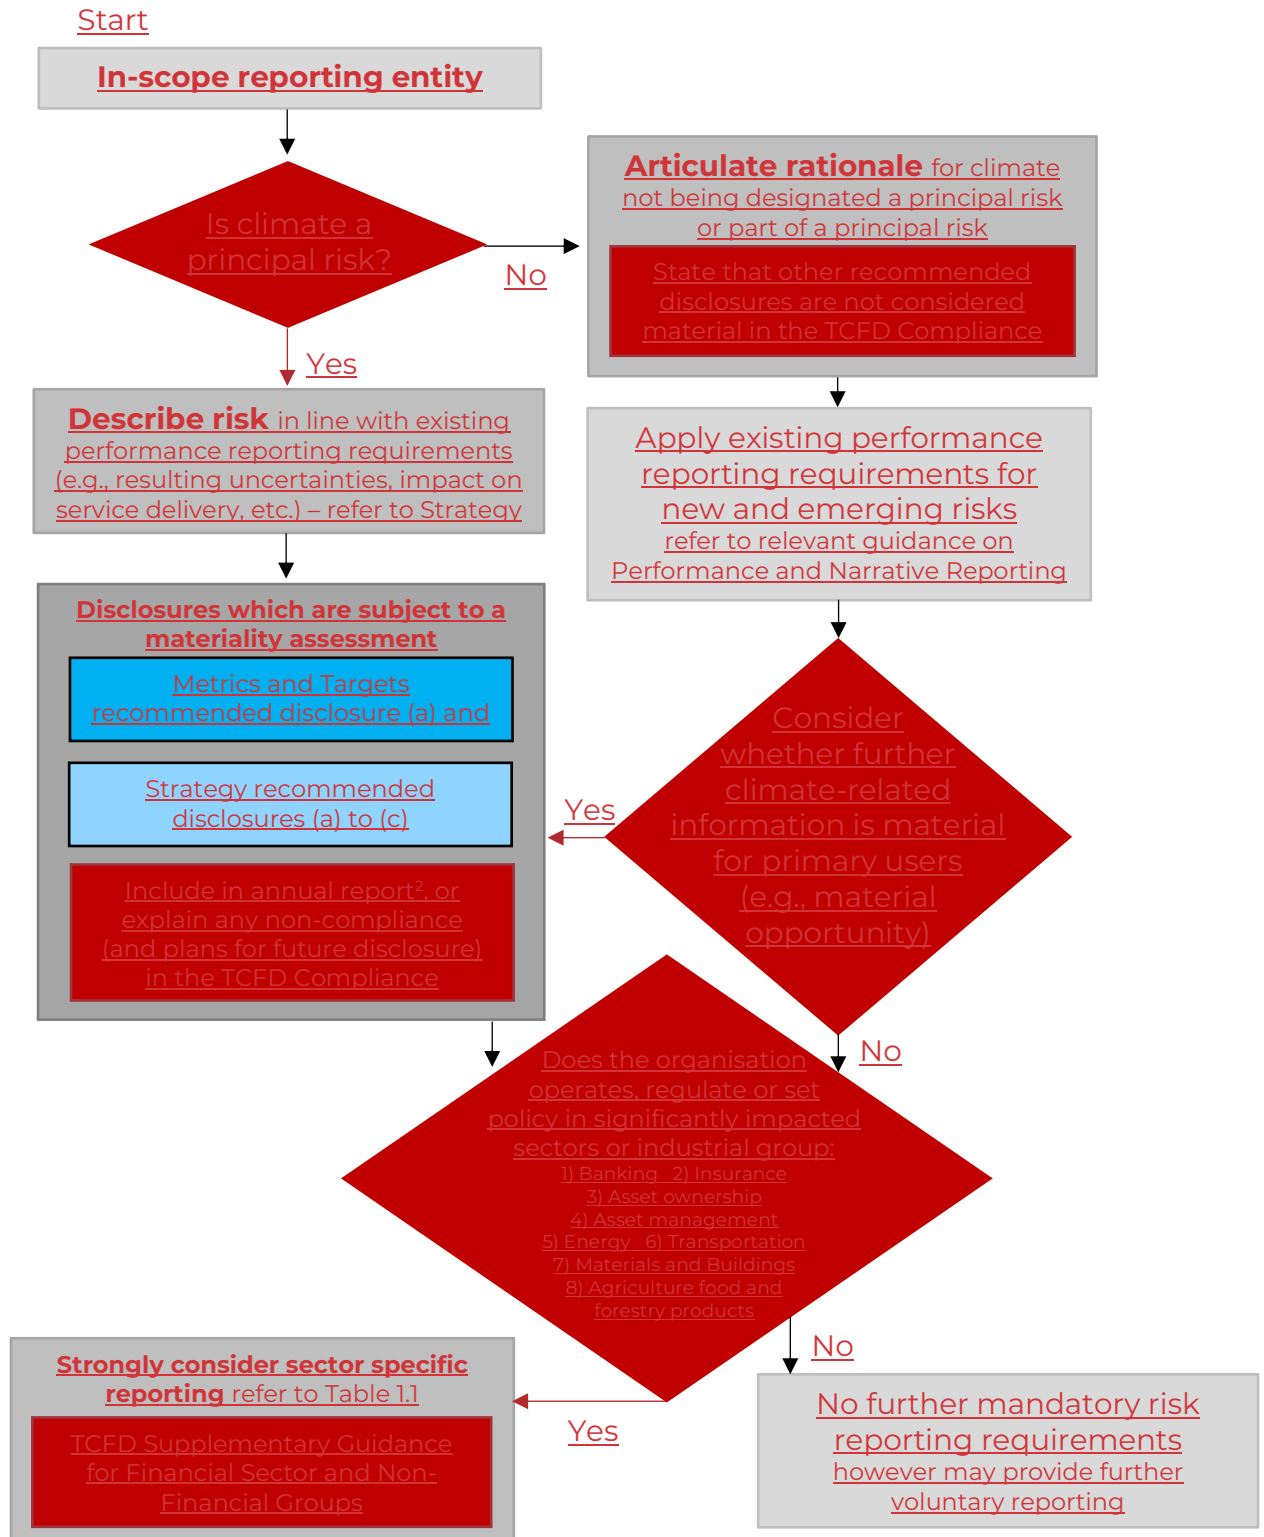 Start
In-scope reporting entity
Is climate a
principal risk?
No
Articulate rationale for climate
not being designated a principal risk
or part of a principal risk
State that other recommended
disclosures are not considered
material in the TCFD Compliance
Yes
Describe risk in line with existing
performance reporting requirements
(e.g., resulting uncertainties, impact on
service delivery, etc.) – refer to Strategy
Apply existing performance
reporting requirements for
new and emerging risks
refer to relevant guidance on
Performance and Narrative Reporting
Disclosures which are subject to a
materiality assessment
Metrics and Targets
recommended disclosure (a) and
Strategy recommended
disclosures (a) to (c)
Include in annual report², or
explain any non-compliance
(and plans for future disclosure)
in the TCFD Compliance
Yes
Consider
whether further
climate-related
information is material
for primary users
(e.g., material
opportunity)
No
Does the organisation
operates, regulate or set
policy in significantly impacted
sectors or industrial group:
1) Banking 2) Insurance
3) Asset ownership
4) Asset management
5) Energy 6) Transportation
7) Materials and Buildings
8) Agriculture food and
forestry products
No
Yes
Strongly consider sector specific
reporting refer to Table 1.1
TCFD Supplementary Guidance
for Financial Sector and Non-
Financial Groups
No further mandatory risk
reporting requirements
however may provide further
voluntary reporting